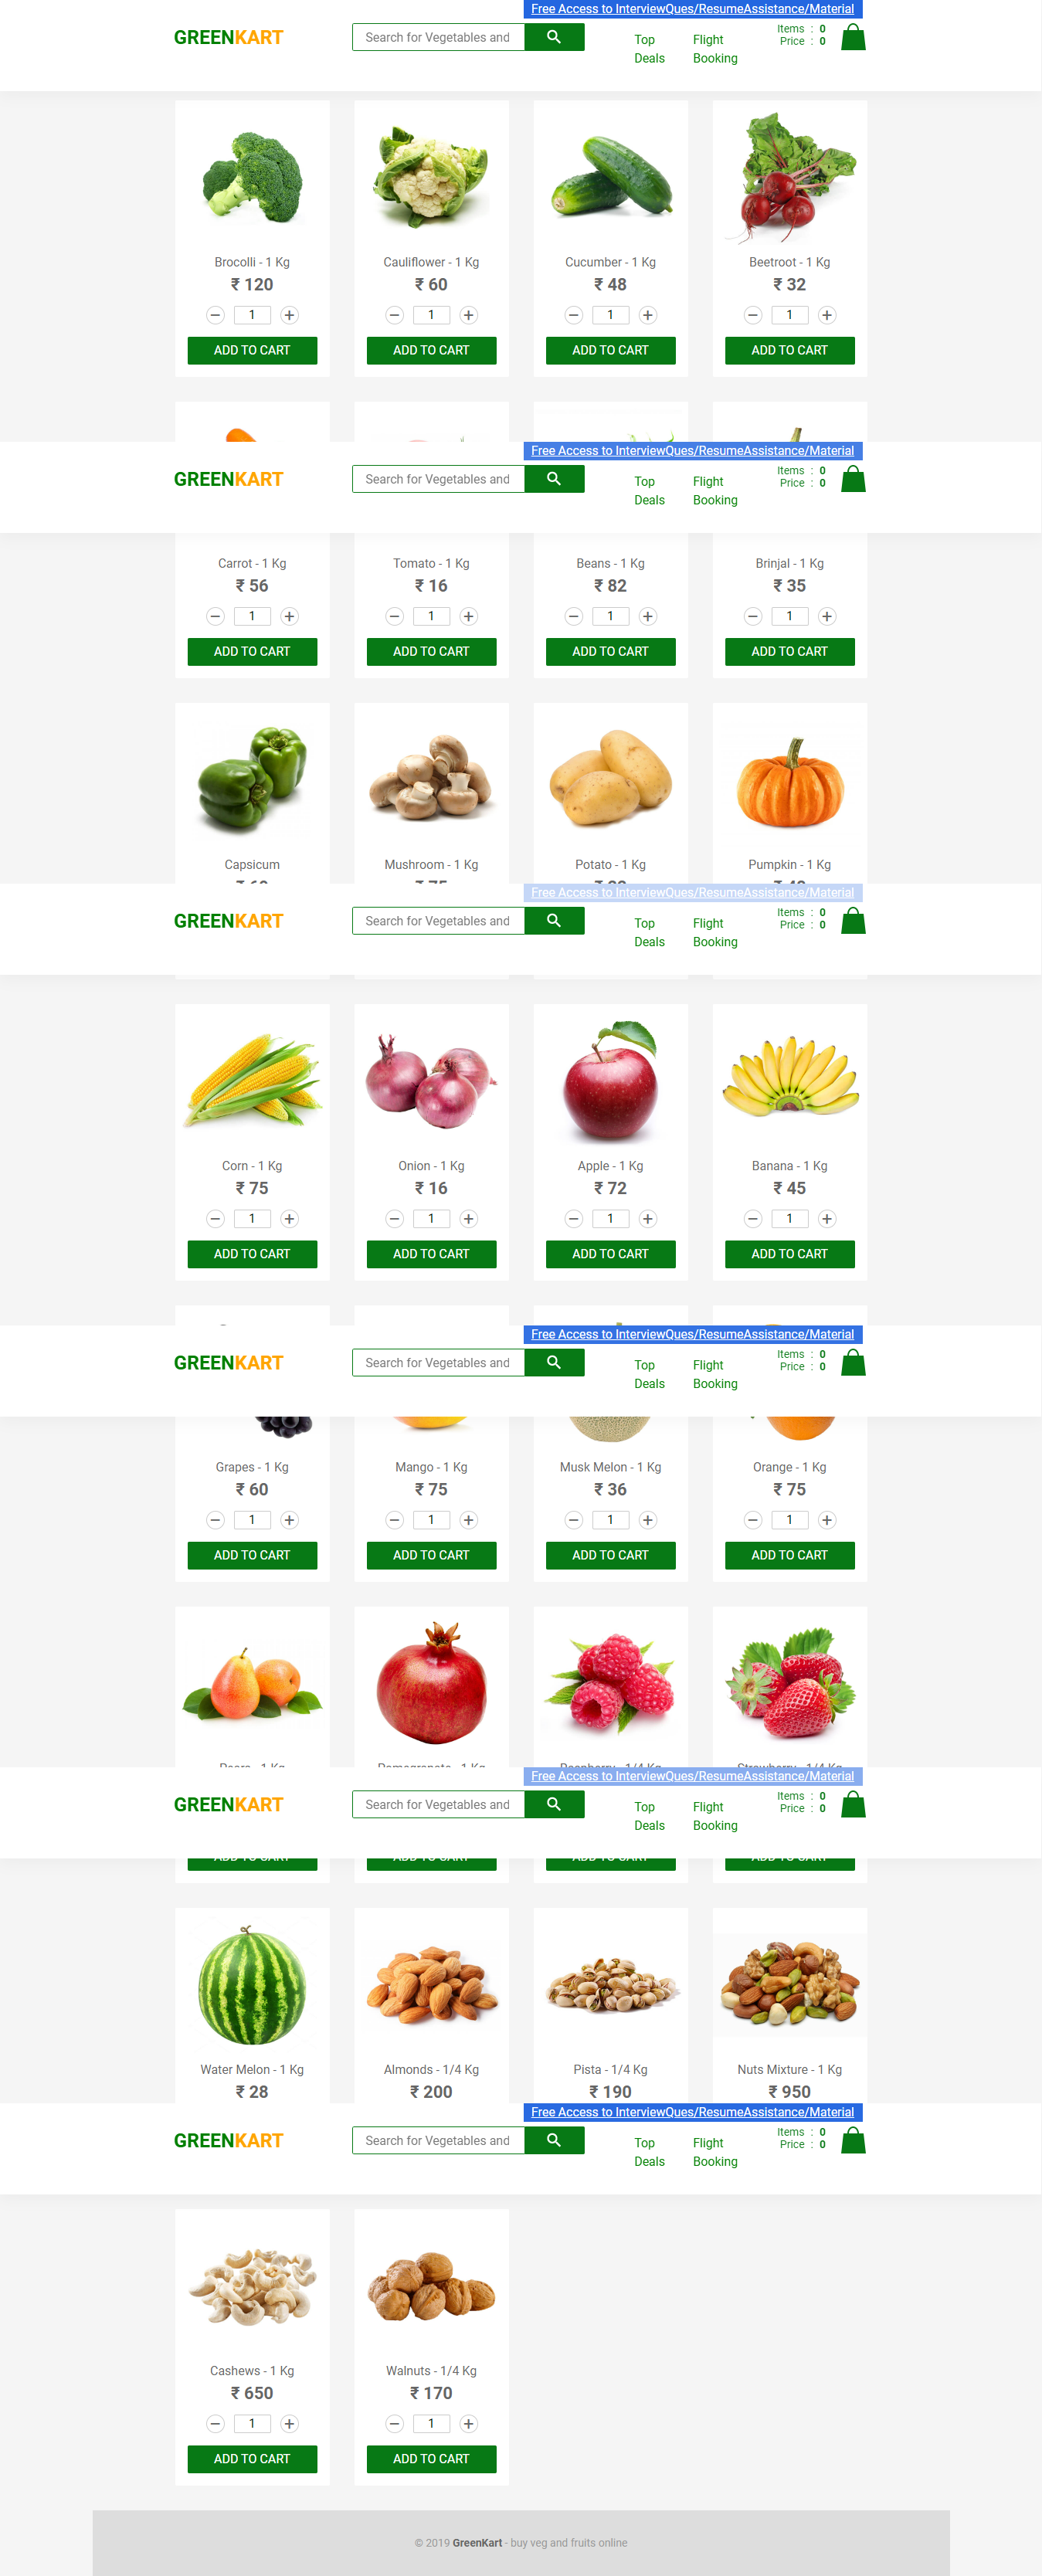 Free Access to InterviewQues/ResumeAssistance/Material
GREENKART
Search for Vegetables and
Top Deals
Flight Booking
Items : 0
Price : 0
Brocolli - 1 Kg
₹ 120
1
ADD TO CART
Cauliflower - 1 Kg
₹ 60
1
ADD TO CART
Cucumber - 1 Kg
₹ 48
1
ADD TO CART
Beetroot - 1 Kg
₹ 32
1
ADD TO CART
Free Access to InterviewQues/ResumeAssistance/Material
GREENKART
Search for Vegetables and
Top Deals
Flight Booking
Items : 0
Price : 0
Carrot - 1 Kg
₹ 56
1
ADD TO CART
Tomato - 1 Kg
₹ 16
1
ADD TO CART
Beans - 1 Kg
₹ 82
1
ADD TO CART
Brinjal - 1 Kg
₹ 35
1
ADD TO CART
Capsicum
Mushroom - 1 Kg
Potato - 1 Kg
Pumpkin - 1 Kg
Free Access to InterviewQues/ResumeAssistance/Material
GREENKART
Search for Vegetables and
Top Deals
Flight Booking
Items : 0
Price : 0
Corn - 1 Kg
₹ 75
1
ADD TO CART
Onion - 1 Kg
₹ 16
1
ADD TO CART
Apple - 1 Kg
₹ 72
1
ADD TO CART
Banana - 1 Kg
₹ 45
1
ADD TO CART
Free Access to InterviewQues/ResumeAssistance/Material
GREENKART
Search for Vegetables and
Top Deals
Flight Booking
Items : 0
Price : 0
Grapes - 1 Kg
₹ 60
1
ADD TO CART
Mango - 1 Kg
₹ 75
1
ADD TO CART
Musk Melon - 1 Kg
₹ 36
1
ADD TO CART
Orange - 1 Kg
₹ 75
1
ADD TO CART
Free Access to InterviewQues/ResumeAssistance/Material
GREENKART
Search for Vegetables and
Top Deals
Flight Booking
Items : 0
Price : 0
Water Melon - 1 Kg
₹ 28
Almonds - 1/4 Kg
₹ 200
Pista - 1/4 Kg
₹ 190
Nuts Mixture - 1 Kg
₹ 950
Free Access to InterviewQues/ResumeAssistance/Material
GREENKART
Search for Vegetables and
Top Deals
Flight Booking
Items : 0
Price : 0
Cashews - 1 Kg
₹ 650
1
ADD TO CART
Walnuts - 1/4 Kg
₹ 170
1
ADD TO CART
© 2019 GreenKart - buy veg and fruits online